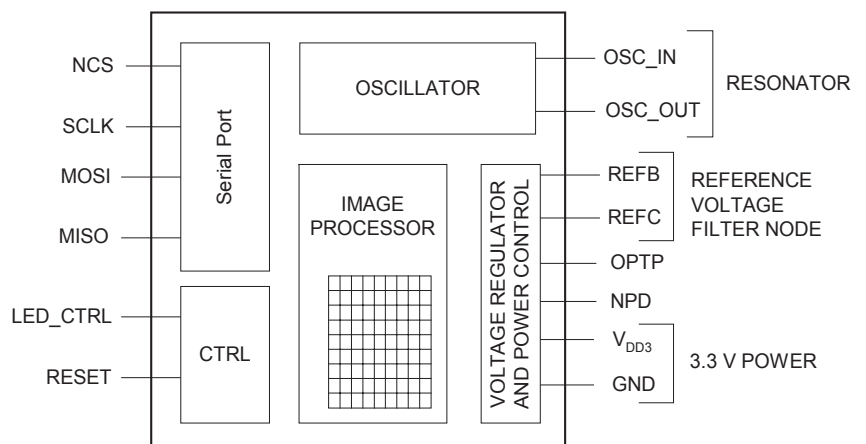 NCS
SCLK
MOSI
MISO
LED_CTRL
RESET
Serial Port
CTRL
OSCILLATOR
IMAGE
PROCESSOR
VOLTAGE REGULATOR
AND POWER CONTROL
OSC_IN
OSC_OUT
RESONATOR
REFB
REFC
REFERENCE
VOLTAGE
FILTER NODE
OPTP
NPD
VDD3
GND
3.3 V POWER